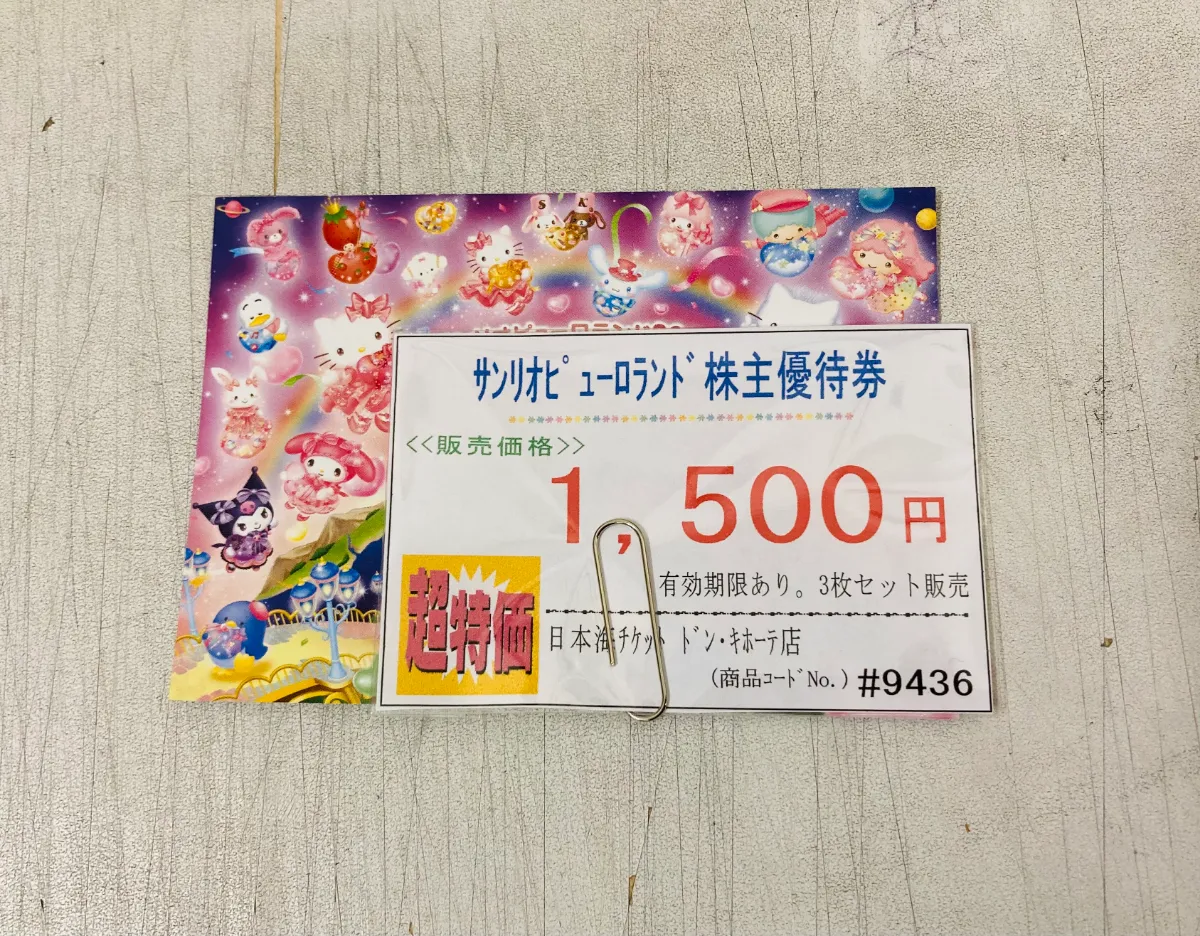 S K
サンリオピューロランド株主優待券
<<販売価格>>
1,500円
超特価
有効期限あり。3枚セット販売
日本海チケット ドン・キホーテ店
(商品コードNo.) #9436